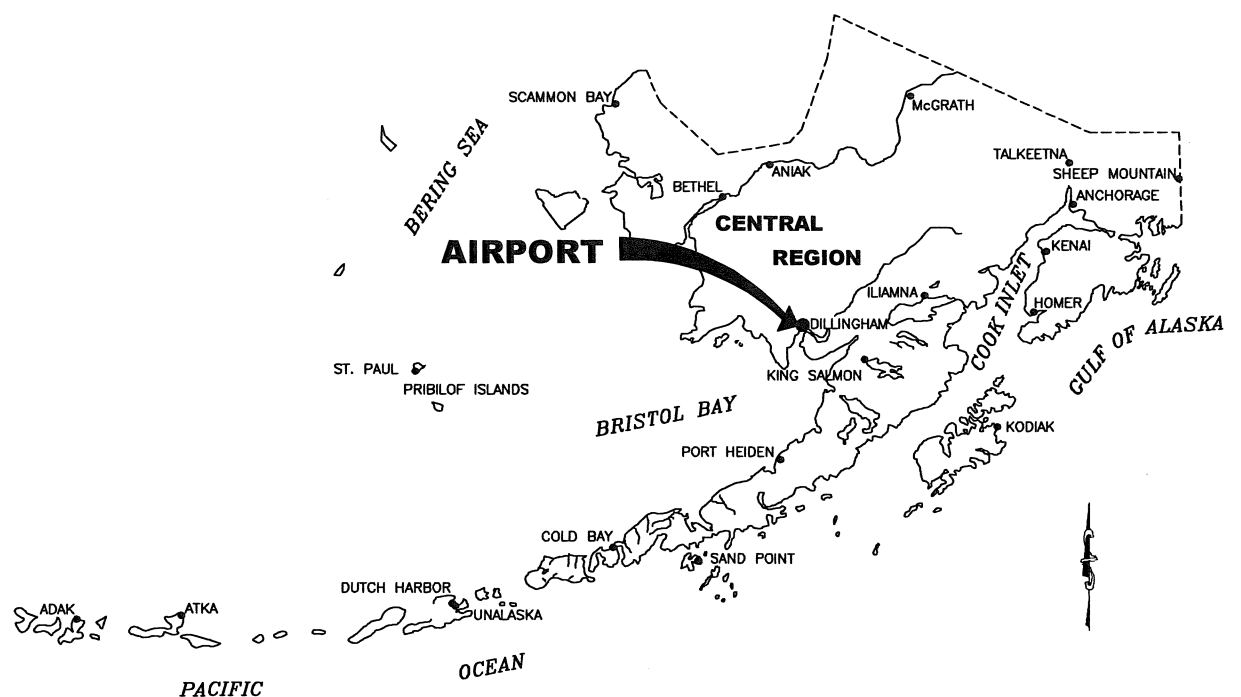 SCAMMON BAY
McGRATH
BERING SEA
TALKEETNA
SHEEP MOUNTAIN
ANIAK
BETHEL
ANCHORAGE
CENTRAL
REGION
AIRPORT
KENAI
ILIAMNA
HOMER
COOK INLET
DILLINGHAM
GULF OF ALASKA
ST. PAUL
KING SALMON
PRIBILOF ISLANDS
BRISTOL BAY
KODIAK
PORT HEIDEN
COLD BAY
SAND POINT
DUTCH HARBOR
UNALASKA
ADAK
ATKA
OCEAN
PACIFIC